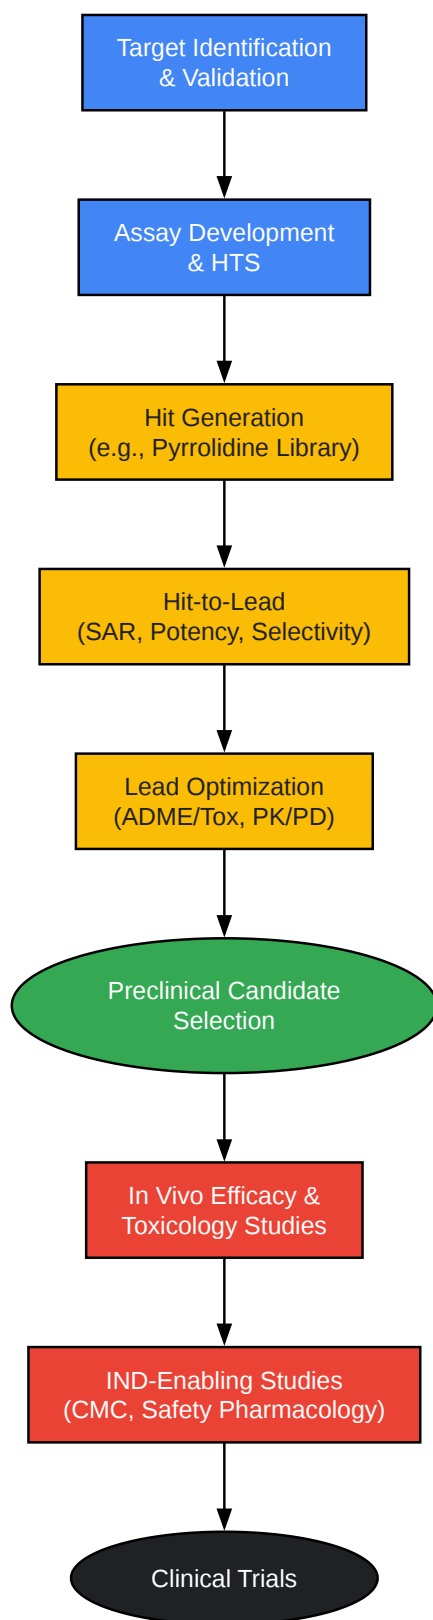 Target Identification
& Validation
Assay Development
& HTS
Hit Generation
(e.g., Pyrrolidine Library)
Hit-to-Lead
(SAR, Potency, Selectivity)
Lead Optimization
(ADME/Tox, PK/PD)
Preclinical Candidate
Selection
In Vivo Efficacy &
Toxicology Studies
IND-Enabling Studies
(CMC, Safety Pharmacology)
Clinical Trials